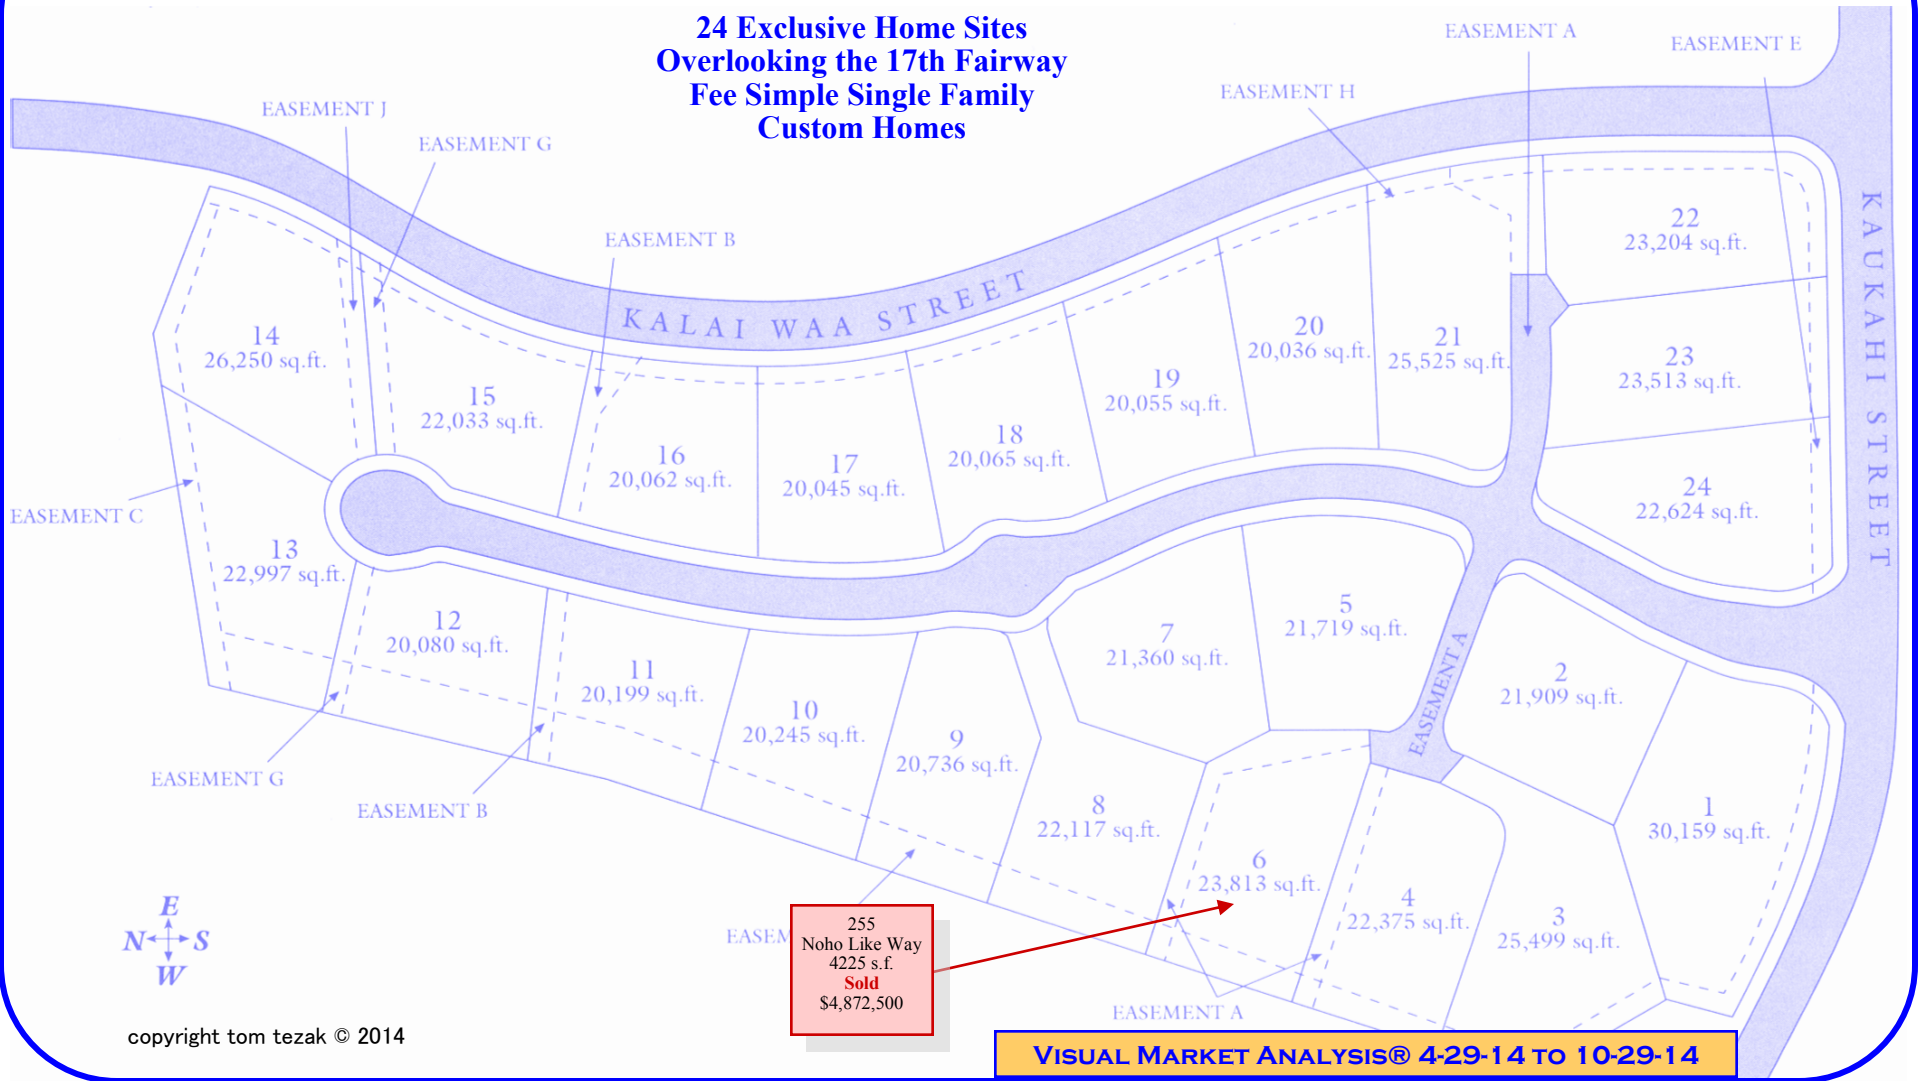 24 Exclusive Home Sites
Overlooking the 17th Fairway
Fee Simple Single Family
Custom Homes
EASEMENT A
EASEMENT E
EASEMENT H
EASEMENT J
EASEMENT G
EASEMENT B
KALAI WAA STREET
KAUKAHI STREET
22
23,204 sq.ft.
14
26,250 sq.ft.
15
22,033 sq.ft.
16
20,062 sq.ft.
17
20,045 sq.ft.
18
20,065 sq.ft.
19
20,055 sq.ft.
20
20,036 sq.ft.
21
25,525 sq.ft.
23
23,513 sq.ft.
24
22,624 sq.ft.
EASEMENT C
13
22,997 sq.ft.
12
20,080 sq.ft.
11
20,199 sq.ft.
10
20,245 sq.ft.
9
20,736 sq.ft.
7
21,360 sq.ft.
5
21,719 sq.ft.
EASEMENT A
2
21,909 sq.ft.
EASEMENT G
EASEMENT B
8
22,117 sq.ft.
1
30,159 sq.ft.
6
23,813 sq.ft.
4
22,375 sq.ft.
3
25,499 sq.ft.
E
N S
W
EASEM
255
Noho Like Way
4225 s.f.
Sold
$4,872,500
EASEMENT A
copyright tom tezak © 2014
VISUAL MARKET ANALYSIS® 4-29-14 TO 10-29-14